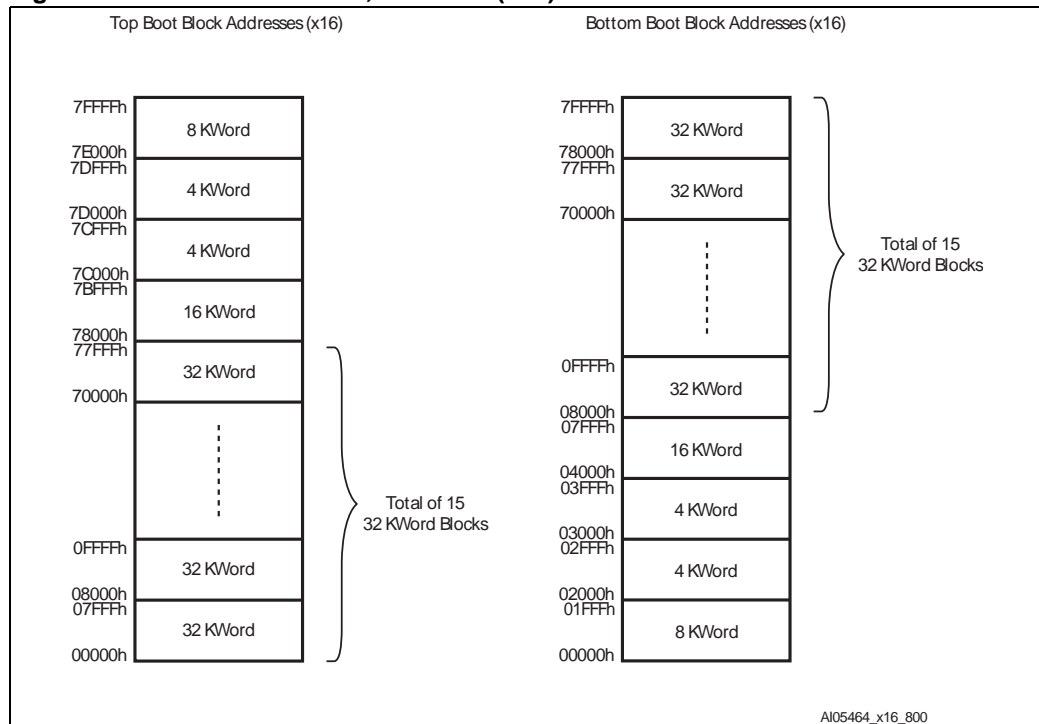 Top Boot Block Addresses (x16)
7FFFFh
8 KWord
7E000h
7DFFFh
4 KWord
7D000h
7CFFFh
4 KWord
7C000h
7BFFFh
16 KWord
78000h
77FFFh
32 KWord
70000h
Total of 15
32 KWord Blocks
0FFFFh
32 KWord
08000h
07FFFh
32 KWord
00000h
Bottom Boot Block Addresses (x16)
7FFFFh
32 KWord
78000h
77FFFh
32 KWord
70000h
Total of 15
32 KWord Blocks
0FFFFh
32 KWord
08000h
07FFFh
16 KWord
04000h
03FFFh
4 KWord
03000h
02FFFh
4 KWord
02000h
01FFFh
8 KWord
00000h
AI05464_x16_800